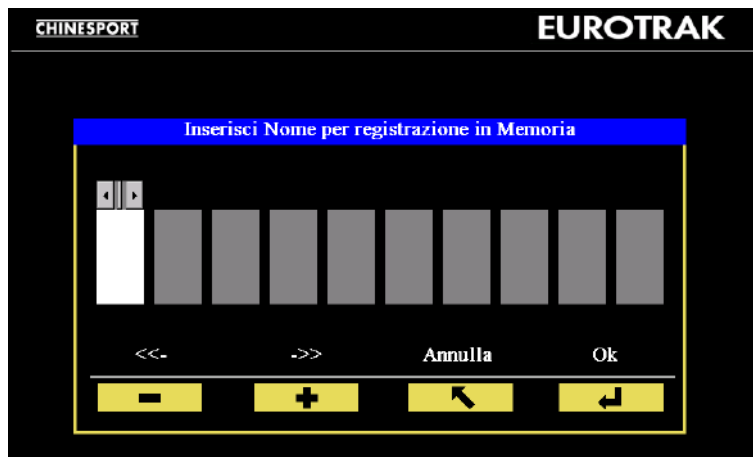 CHINESPORT
EUROTRAK
Inserisci Nome per registrazione in Memoria
<<-
->>
Annulla
Ok